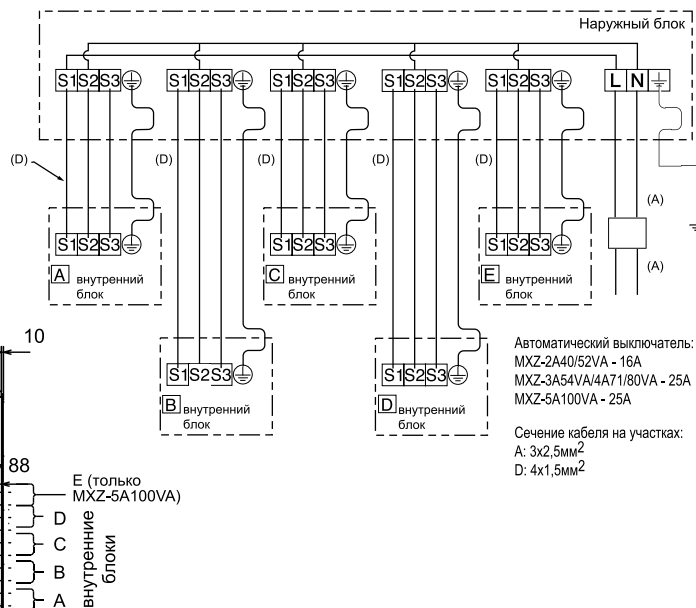 Наружный блок
S1 S2 S3 S1 S2 S3 S1 S2 S3 S1 S2 S3 S1 S2 S3 L N
(D) (D) (D) (D) (D)
(A)
S1 S2 S3 S1 S2 S3 S1 S2 S3
(A)
A внутренний
блок
C внутренний
блок
E внутренний
блок
10
S1 S2 S3 S1 S2 S3
B внутренний
блок
D внутренний
блок
Автоматический выключатель:
MXZ-2A40/52VA - 16A
MXZ-3A54VA/4A71/80VA - 25A
MXZ-5A100VA - 25A
Сечение кабеля на участках:
A: 3x2,5мм2
D: 4x1,5мм2
88
E (только
MXZ-5A100VA)
D
C
B
A
внутренние
блоки